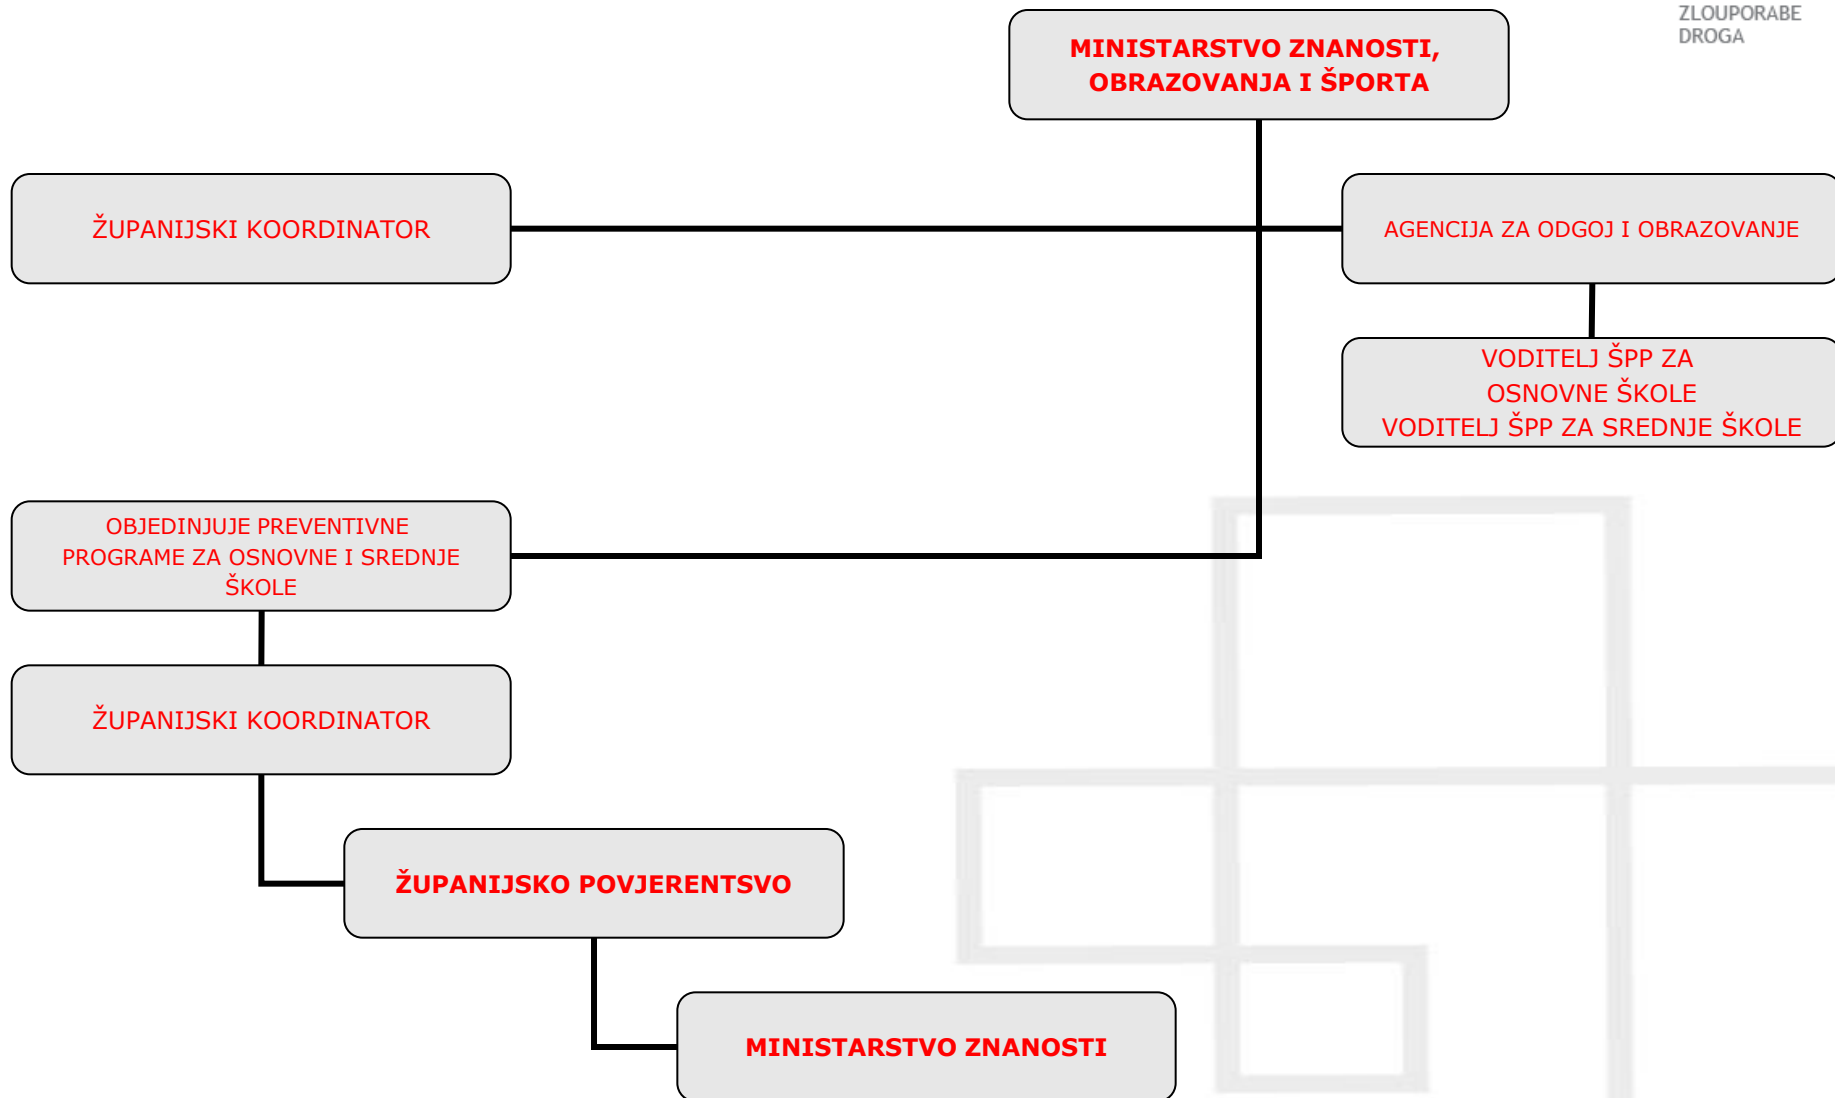 ZLOUPORABE
DROGA
MINISTARSTVO ZNANOSTI,
OBRAZOVANJA I ŠPORTA
ŽUPANIJSKI KOORDINATOR
AGENCIJA ZA ODGOJ I OBRAZOVANJE
VODITELJ ŠPP ZA
OSNOVNE ŠKOLE
VODITELJ ŠPP ZA SREDNJE ŠKOLE
OBJEDINJUJE PREVENTIVNE
PROGRAME ZA OSNOVNE I SREDNJE
ŠKOLE
ŽUPANIJSKI KOORDINATOR
ŽUPANIJSKO POVJERENTSVO
MINISTARSTVO ZNANOSTI